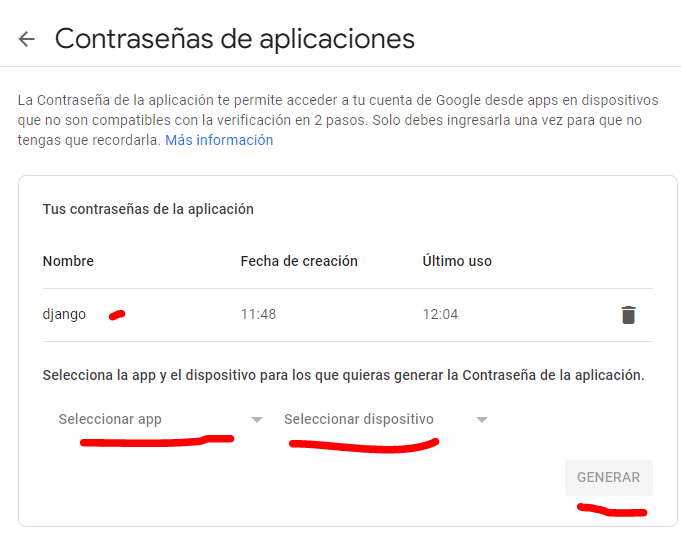 Contraseñas de aplicaciones
La Contraseña de la aplicación te permite acceder a tu cuenta de Google desde apps en dispositivos
que no son compatibles con la verificación en 2 pasos. Solo debes ingresarla una vez para que no
tengas que recordarla. Más información
Tus contraseñas de la aplicación
Nombre Fecha de creación Último uso
django 11:48 12:04
Selecciona la app y el dispositivo para los que quieras generar la Contraseña de la aplicación.
Seleccionar app Seleccionar dispositivo
GENERAR